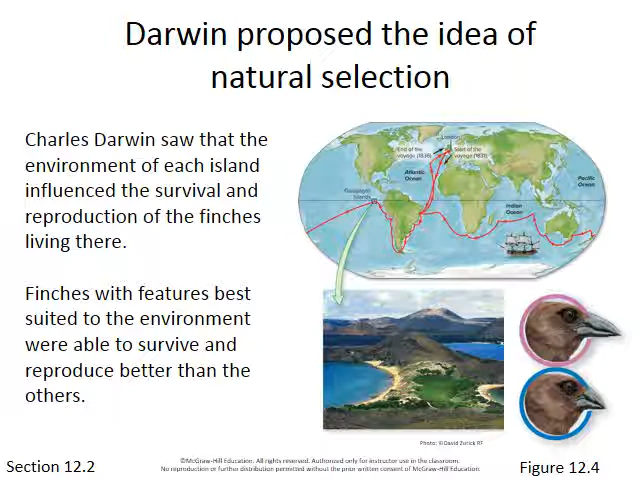 Darwin proposed the idea of
natural selection
Charles Darwin saw that the
environment of each island
influenced the survival and
reproduction of the finches
living there.
Finches with features best
suited to the environment
were able to survive and
reproduce better than the
others.
London
End of the
voyage (1836)
Start of the
voyage (1831)
Atlantic
Ocean
Pacific
Ocean
Galápagos
Islands
Indian
Ocean
Photo: © David Zurick RF
Section 12.2
©McGraw-Hill Education. All rights reserved. Authorized only for instructor use in the classroom.
No reproduction or further distribution permitted without the prior written consent of McGraw-Hill Education.
Figure 12.4